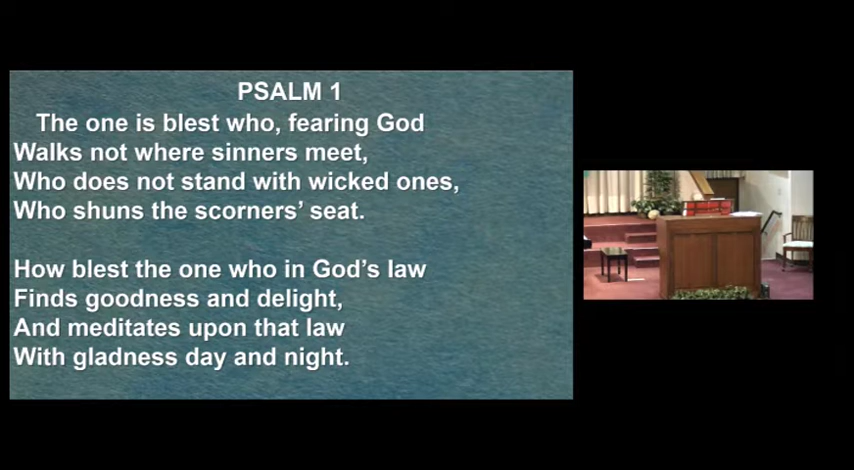 PSALM 1
The one is blest who, fearing God
Walks not where sinners meet,
Who does not stand with wicked ones,
Who shuns the scorners’ seat.
How blest the one who in God’s law
Finds goodness and delight,
And meditates upon that law
With gladness day and night.